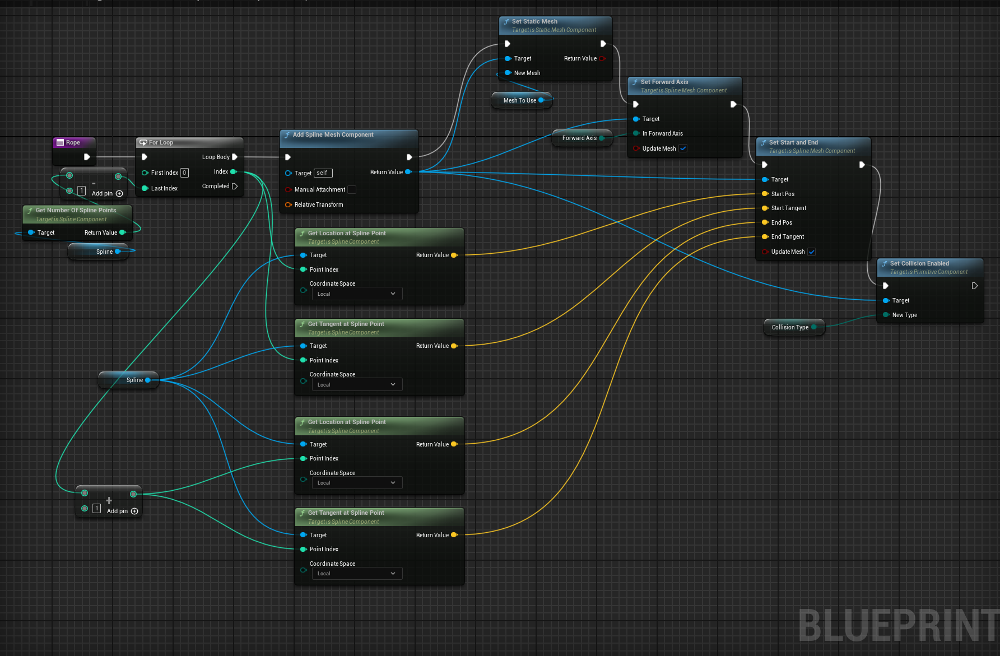 Set Static Mesh
Target is Static Mesh Component
Target
Return Value
New Mesh
Mesh To Use
Set Forward Axis
Target is Spline Mesh Component
Target
In Forward Axis
Update Mesh
Forward Axis
Rope
For Loop
Loop Body
First Index 0
Index
Last Index
Completed
-
1
Add pin
Get Number Of Spline Points
Target is Spline Component
Target
Return Value
Spline
Add Spline Mesh Component
Target self
Return Value
Manual Attachment
Relative Transform
Set Start and End
Target is Spline Mesh Component
Target
Start Pos
Start Tangent
End Pos
End Tangent
Update Mesh
Get Location at Spline Point
Target is Spline Component
Target
Return Value
Point Index
Coordinate Space
Local
Set Collision Enabled
Target is Primitive Component
Target
New Type
Collision Type
Get Tangent at Spline Point
Target is Spline Component
Target
Return Value
Point Index
Coordinate Space
Local
Spline
Get Location at Spline Point
Target is Spline Component
Target
Return Value
Point Index
Coordinate Space
Local
+
1
Add pin
Get Tangent at Spline Point
Target is Spline Component
Target
Return Value
Point Index
Coordinate Space
Local
BLUEPRINT